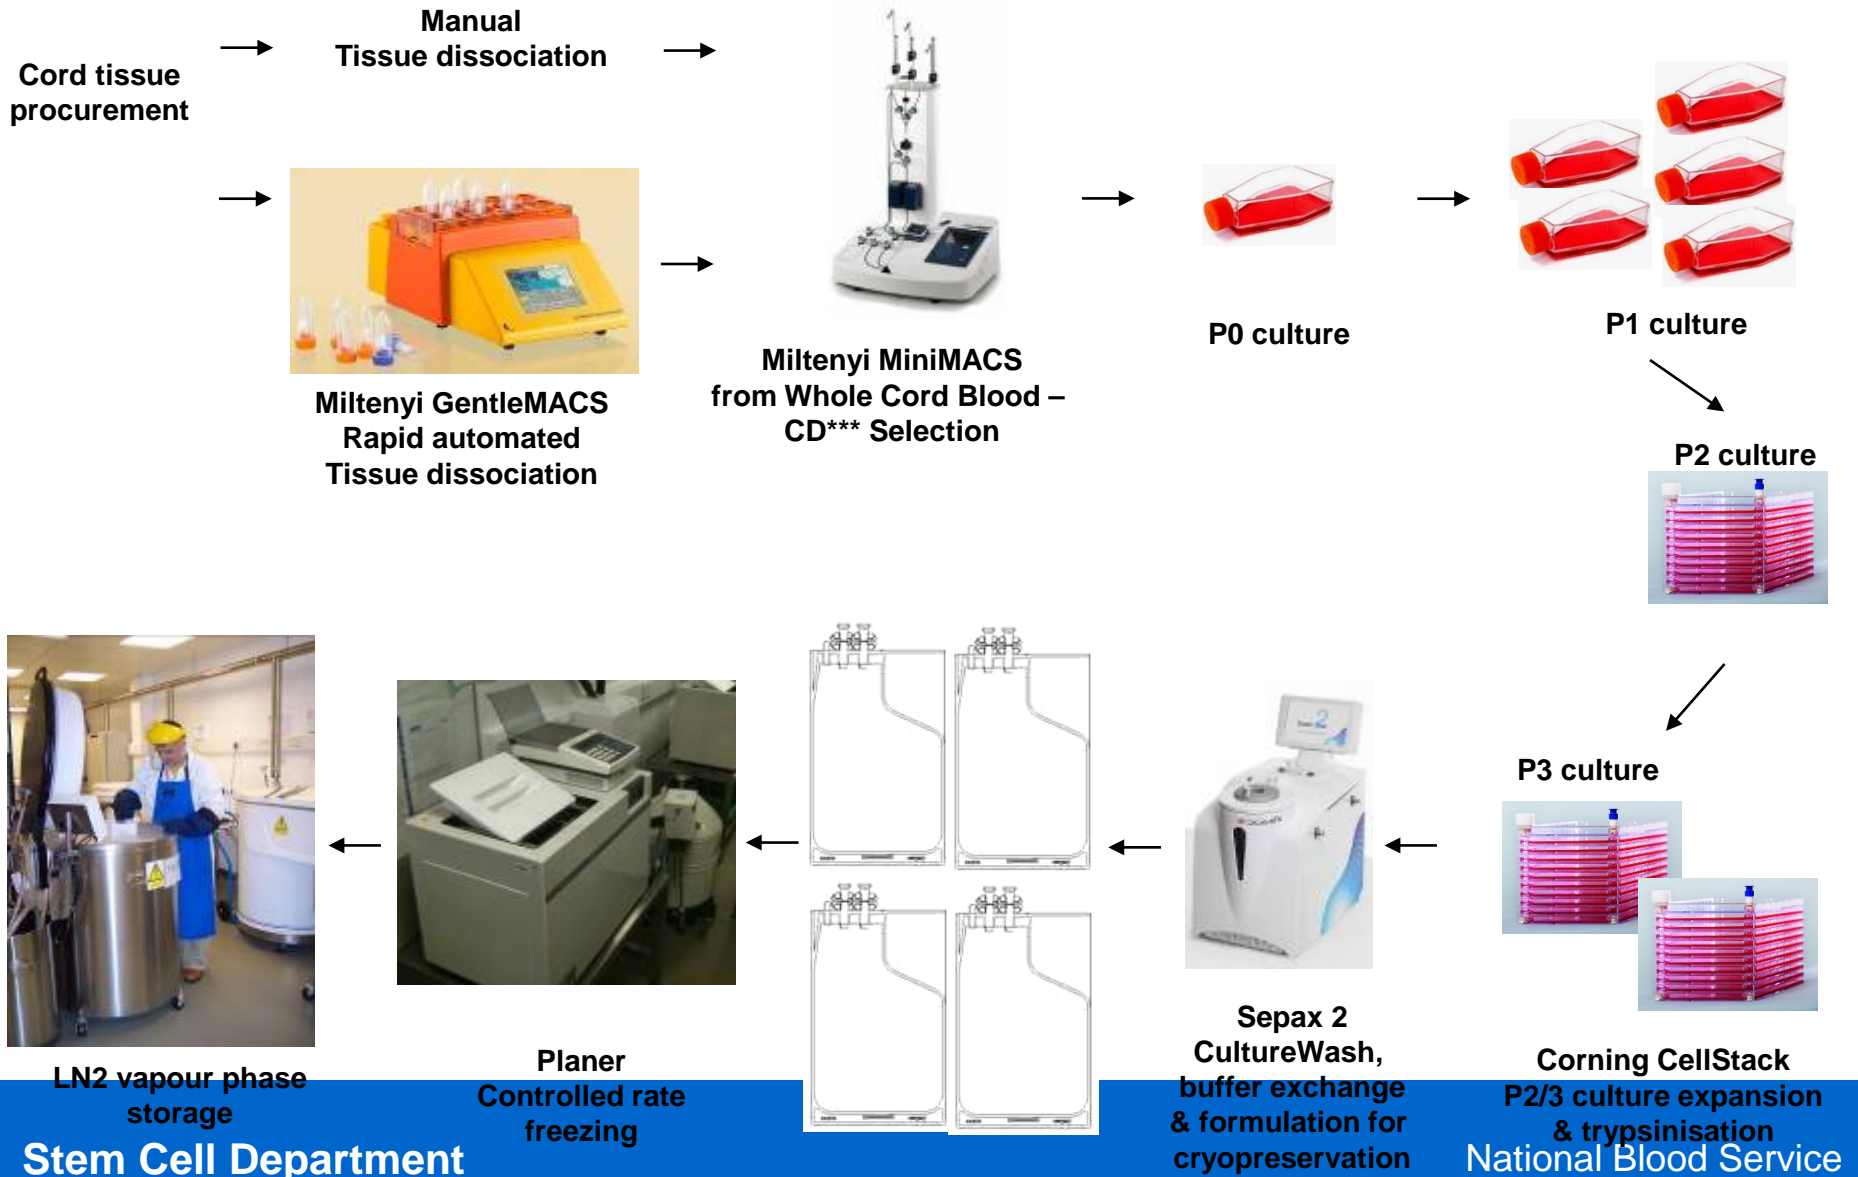 Cord tissue
procurement
Manual
Tissue dissociation
Miltenyi GentleMACS
Rapid automated
Tissue dissociation
Miltenyi MiniMACS
from Whole Cord Blood –
CD*** Selection
P0 culture
P1 culture
P2 culture
P3 culture
Corning CellStack
P2/3 culture expansion
& trypsinisation
Sepax 2
CultureWash,
buffer exchange
& formulation for
cryopreservation
Planer
Controlled rate
freezing
LN2 vapour phase
storage
Stem Cell Department
National Blood Service